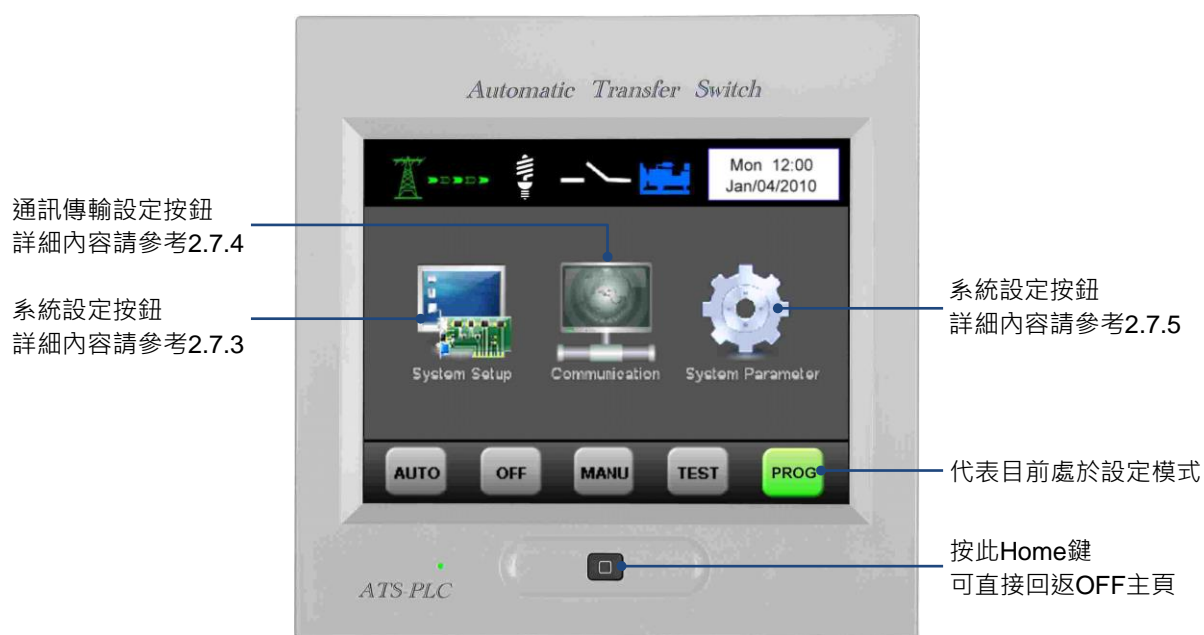 Automatic Transfer Switch
Mon 12:00
Jan/04/2010
通訊傳輸設定按鈕
詳細內容請參考2.7.4
系統設定按鈕
詳細內容請參考2.7.3
系統設定按鈕
詳細內容請參考2.7.5
System Setup
Communication
System Parameter
AUTO
OFF
MANU
TEST
PROG
代表目前處於設定模式
按此Home鍵
可直接回返OFF主頁
ATS-PLC